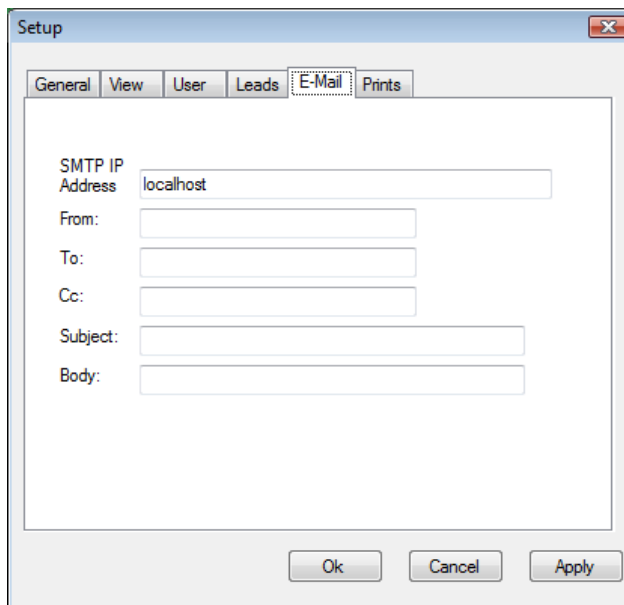 Setup
General View User Leads E-Mail Prints
SMTP IP
Address localhost
From:
To:
Cc:
Subject:
Body:
Ok Cancel Apply